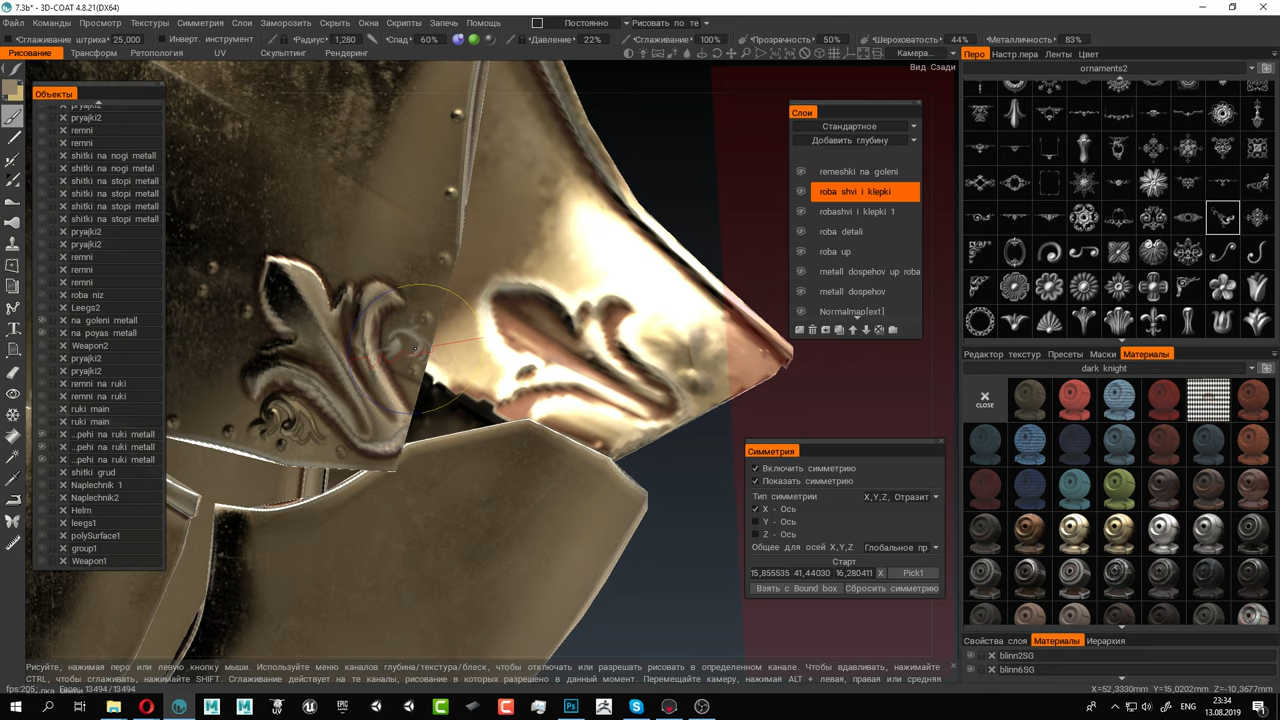 7.3b* - 3D-COAT 4.8.21(DX64)
Файл Команды Просмотр Текстуры Симметрия Слои Заморозить Скрыть Окна Скрипты Запечь Помощь Постоянно Рисовать по те
Сглаживание штриха 25,000 Инверт. инструмент Радиус 1,280 Спад 60% Давление 22% Сглаживание 100% Прозрачность 50% Шероховатость 44% Металличность 83%
Рисование Трансформ Ретопология UV Скульптинг Рендеринг Камера...
Вид Сзади
Перо Настр.пера Ленты Цвет
ornaments2
Объекты
pryajki2
pryajki2
remni
remni
shitki na nogi metall
shitki na nogi metal
shitki na stopi metall
shitki na stopi metall
shitki na stopi metall
shitki na stopi metall
pryajki2
pryajki2
remni
remni
remni
roba niz
Leegs2
na goleni metall
na poyas metall
Weapon2
pryajki2
pryajki2
remni na ruki
remni na ruki
ruki main
ruki main
...pehi na ruki metall
...pehi na ruki metall
...pehi na ruki metall
shitki grud
Naplechnik 1
Naplechnik2
Helm
leegs1
polySurface1
group1
Weapon1
Слои
Стандартное
Добавить глубину
remeshki na goleni
roba shvi i klepki
robashvi i klepki 1
roba detali
roba up
metall dospehov up roba
metall dospehov
Normalmap[ext]
Симметрия
Включить симметрию
Показать симметрию
Тип симметрии X,Y,Z, Отразит
X - Ось
Y - Ось
Z - Ось
Общее для осей X,Y,Z Глобальное пр
Старт
15,855535 41,44030 16,280411 X Pick1
Взять с Bound box Сбросить симметрию
Редактор текстур Пресеты Маски Материалы
dark knight
CLOSE
Свойства слоя Материалы Иерархия
blinn2SG
blinn6SG
Рисуйте, нажимая перо или левую кнопку мыши. Используйте меню каналов глубина/текстура/блеск, чтобы отключить или разрешать рисовать в определенном канале. Чтобы вдавливать, нажимайте
CTRL, чтобы сглаживать, нажимайте SHIFT. Сглаживание действует на те каналы, рисование в которых разрешено в данный момент. Перемещайте камеру, нажимая ALT + левая, правая или средняя
fps:205;
13494 /13494
X=52,3330mm Y=15,0202mm Z=-10,3677mm
UV
EPIC
ENG
23:34
13.08.2019